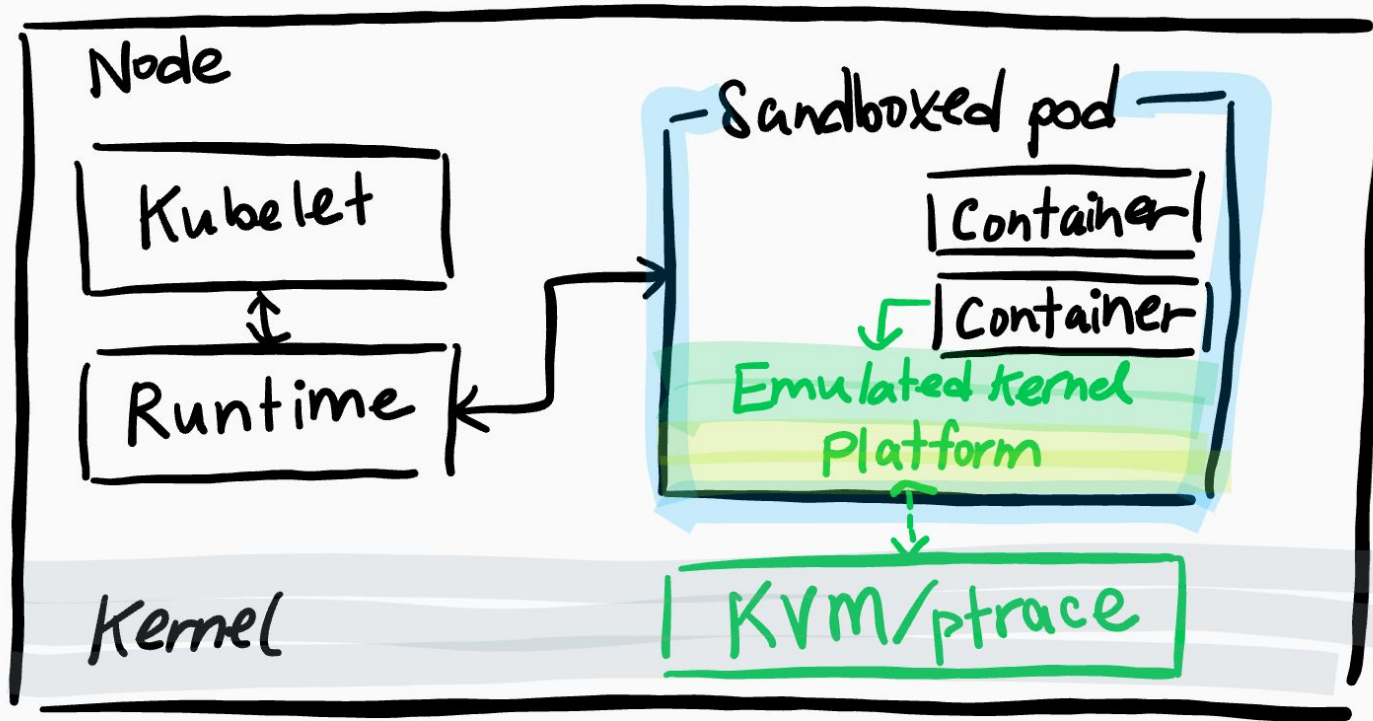 Node
Kubelet
Runtime
Sandboxed pod
Container
Container
Emulated Kernel
Platform
Kernel
KVM/ptrace